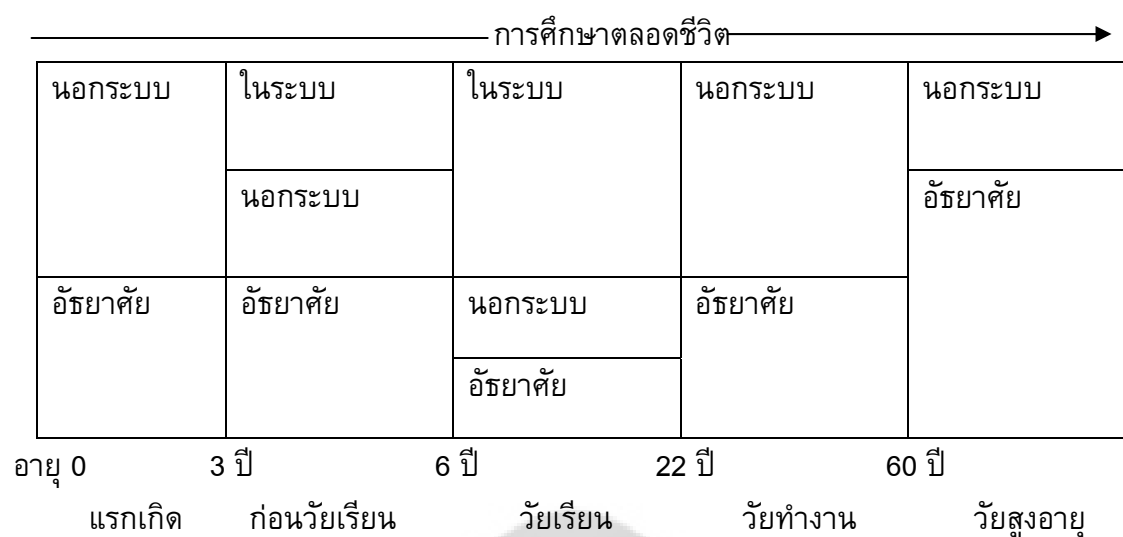 การศึกษาตลอดชีวิต
นอกระบบ ในระบบ ในระบบ นอกระบบ นอกระบบ
นอกระบบ อัธยาศัย
อัธยาศัย อัธยาศัย นอกระบบ อัธยาศัย
อัธยาศัย
อายุ 0 3 ปี 6 ปี 22 ปี 60 ปี
แรกเกิด ก่อนวัยเรียน วัยเรียน วัยทำงาน วัยสูงอายุ